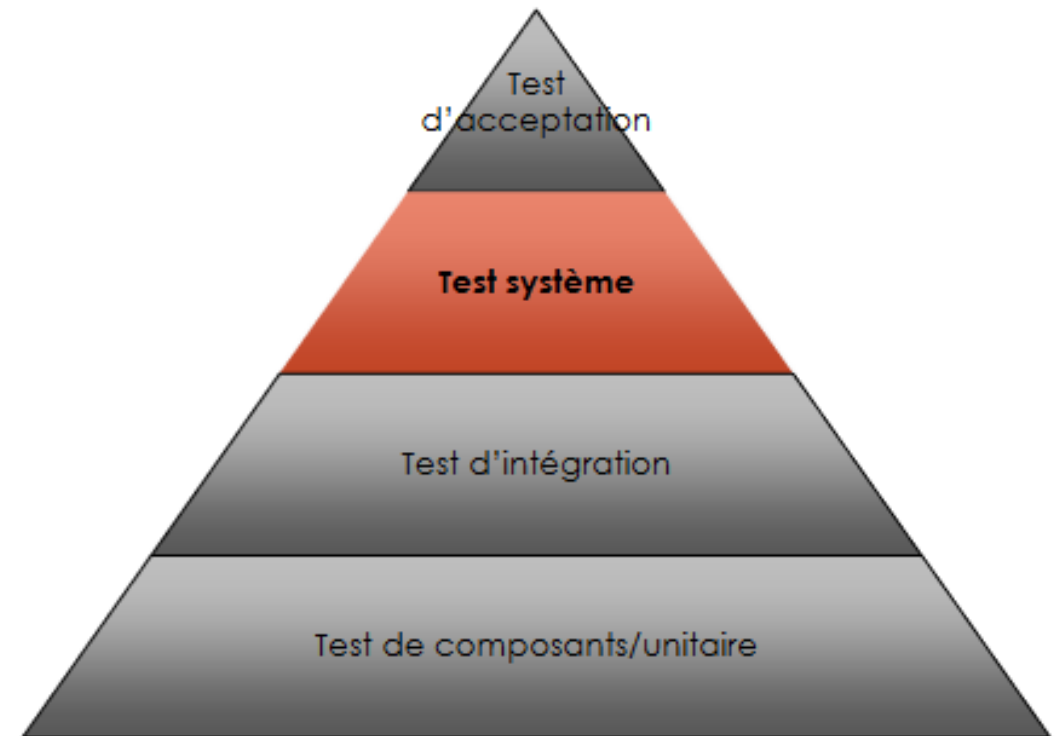 Test
d'acceptation
Test système
Test d'intégration
Test de composants/unitaire